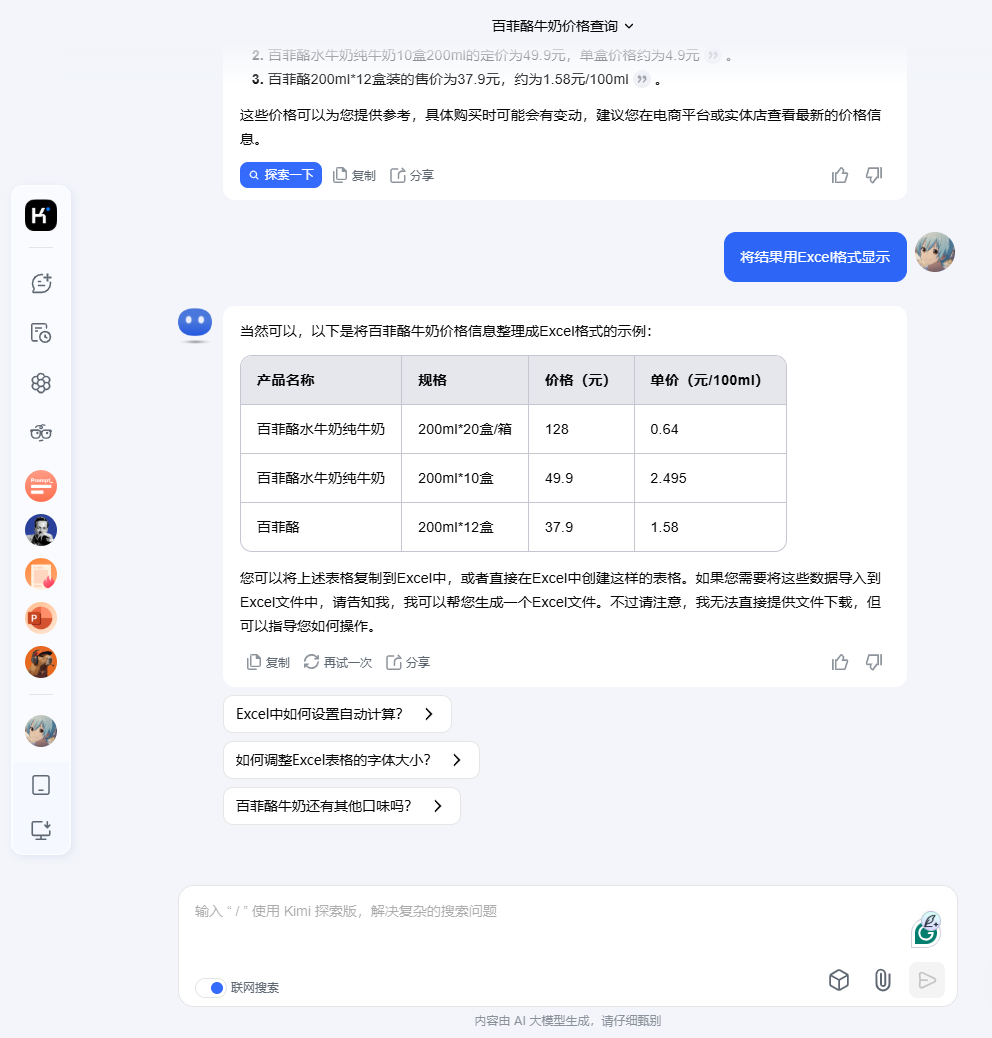 百菲酪牛奶价格查询
2. 百菲酪水牛奶纯牛奶10盒200ml的定价为49.9元，单盒价格约为4.9元 ” 。
3. 百菲酪200ml*12盒装的售价为37.9元，约为1.58元/100ml ” 。
这些价格可以为您提供参考，具体购买时可能会有变动，建议您在电商平台或实体店查看最新的价格信
息。
探索一下 复制 分享
将结果用Excel格式显示
当然可以，以下是将百菲酪牛奶价格信息整理成Excel格式的示例：
产品名称 规格 价格（元） 单价（元/100ml）
百菲酪水牛奶纯牛奶 200ml*20盒/箱 128 0.64
百菲酪水牛奶纯牛奶 200ml*10盒 49.9 2.495
百菲酪 200ml*12盒 37.9 1.58
您可以将上述表格复制到Excel中，或者直接在Excel中创建这样的表格。如果您需要将这些数据导入到
Excel文件中，请告知我，我可以帮您生成一个Excel文件。不过请注意，我无法直接提供文件下载，但
可以指导您如何操作。
复制 再试一次 分享
Excel中如何设置自动计算？
如何调整Excel表格的字体大小？
百菲酪牛奶还有其他口味吗？
输入 “ / ” 使用 Kimi 探索版，解决复杂的搜索问题
联网搜索
内容由 AI 大模型生成，请仔细甄别
K
Prompt_
P